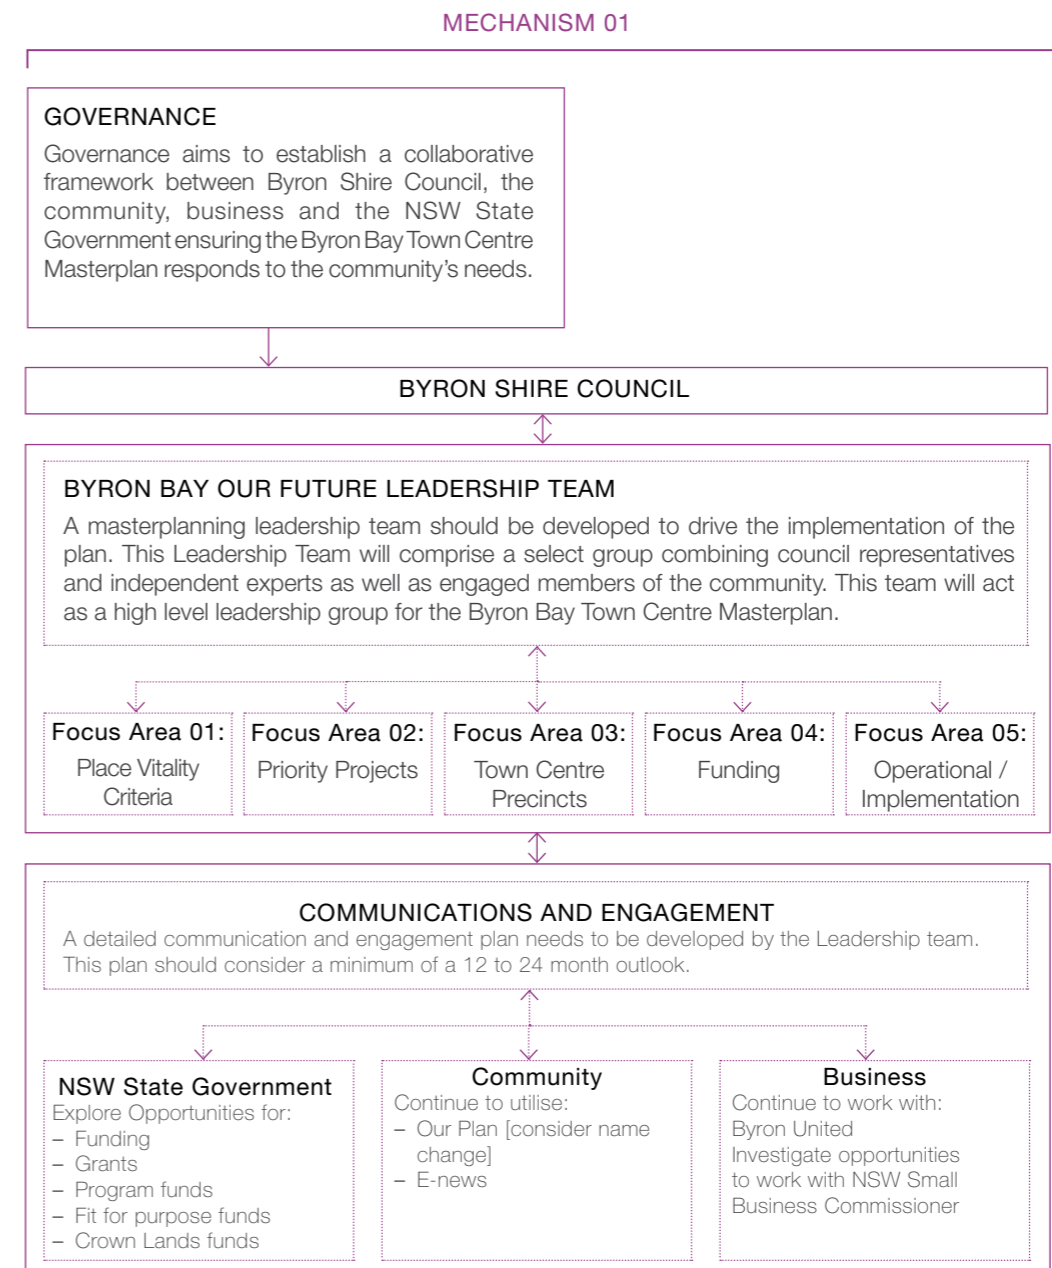 MECHANISM 01
GOVERNANCE
Governance aims to establish a collaborative
framework between Byron Shire Council, the
community, business and the NSW State
Government ensuring the Byron Bay Town Centre
Masterplan responds to the community's needs.
BYRON SHIRE COUNCIL
BYRON BAY OUR FUTURE LEADERSHIP TEAM
A masterplanning leadership team should be developed to drive the implementation of the
plan. This Leadership Team will comprise a select group combining council representatives
and independent experts as well as engaged members of the community. This team will act
as a high level leadership group for the Byron Bay Town Centre Masterplan.
Focus Area 01:
Place Vitality
Criteria
Focus Area 02:
Priority Projects
Focus Area 03:
Town Centre
Precincts
Focus Area 04:
Funding
Focus Area 05:
Operational /
Implementation
COMMUNICATIONS AND ENGAGEMENT
A detailed communication and engagement plan needs to be developed by the Leadership team.
This plan should consider a minimum of a 12 to 24 month outlook.
NSW State Government
Explore Opportunities for:
– Funding
– Grants
– Program funds
– Fit for purpose funds
– Crown Lands funds
Community
Continue to utilise:
– Our Plan [consider name
change]
– E-news
Business
Continue to work with:
Byron United
Investigate opportunities
to work with NSW Small
Business Commissioner